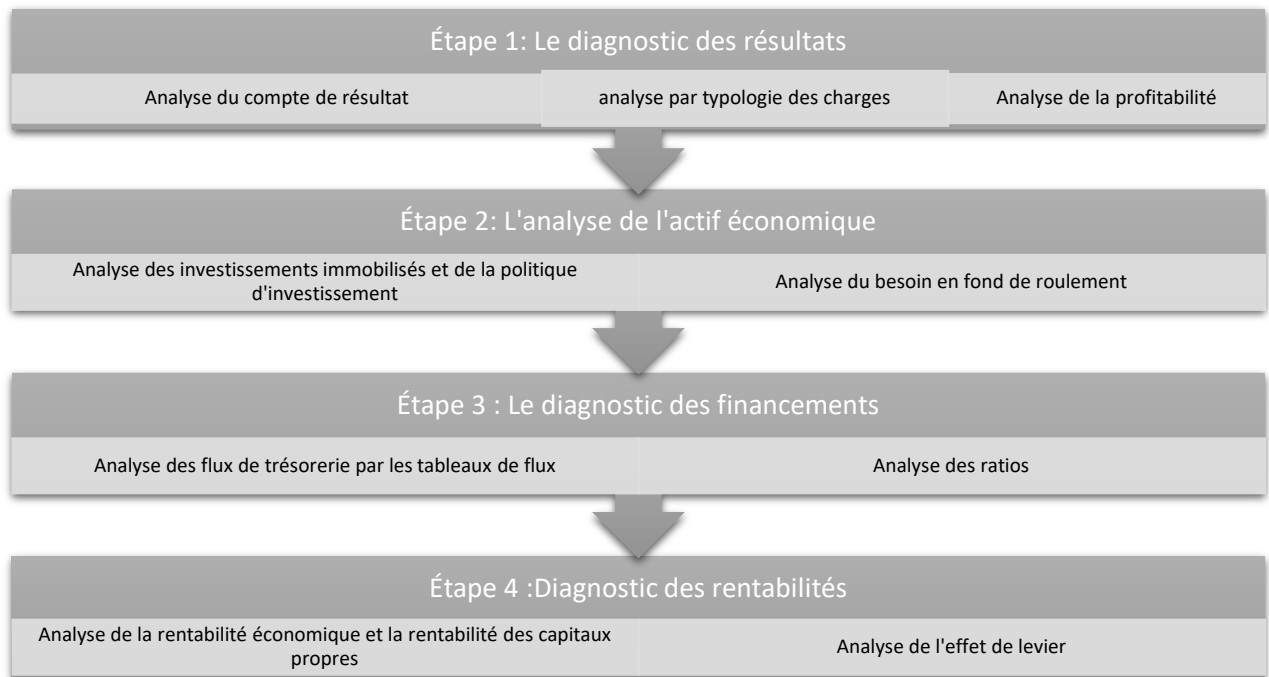 Étape 1: Le diagnostic des résultats
Analyse du compte de résultat
analyse par typologie des charges
Analyse de la profitabilité
Étape 2: L'analyse de l'actif économique
Analyse des investissements immobilisés et de la politique
d'investissement
Analyse du besoin en fond de roulement
Étape 3 : Le diagnostic des financements
Analyse des flux de trésorerie par les tableaux de flux
Analyse des ratios
Étape 4 :Diagnostic des rentabilités
Analyse de la rentabilité économique et la rentabilité des capitaux
propres
Analyse de l'effet de levier